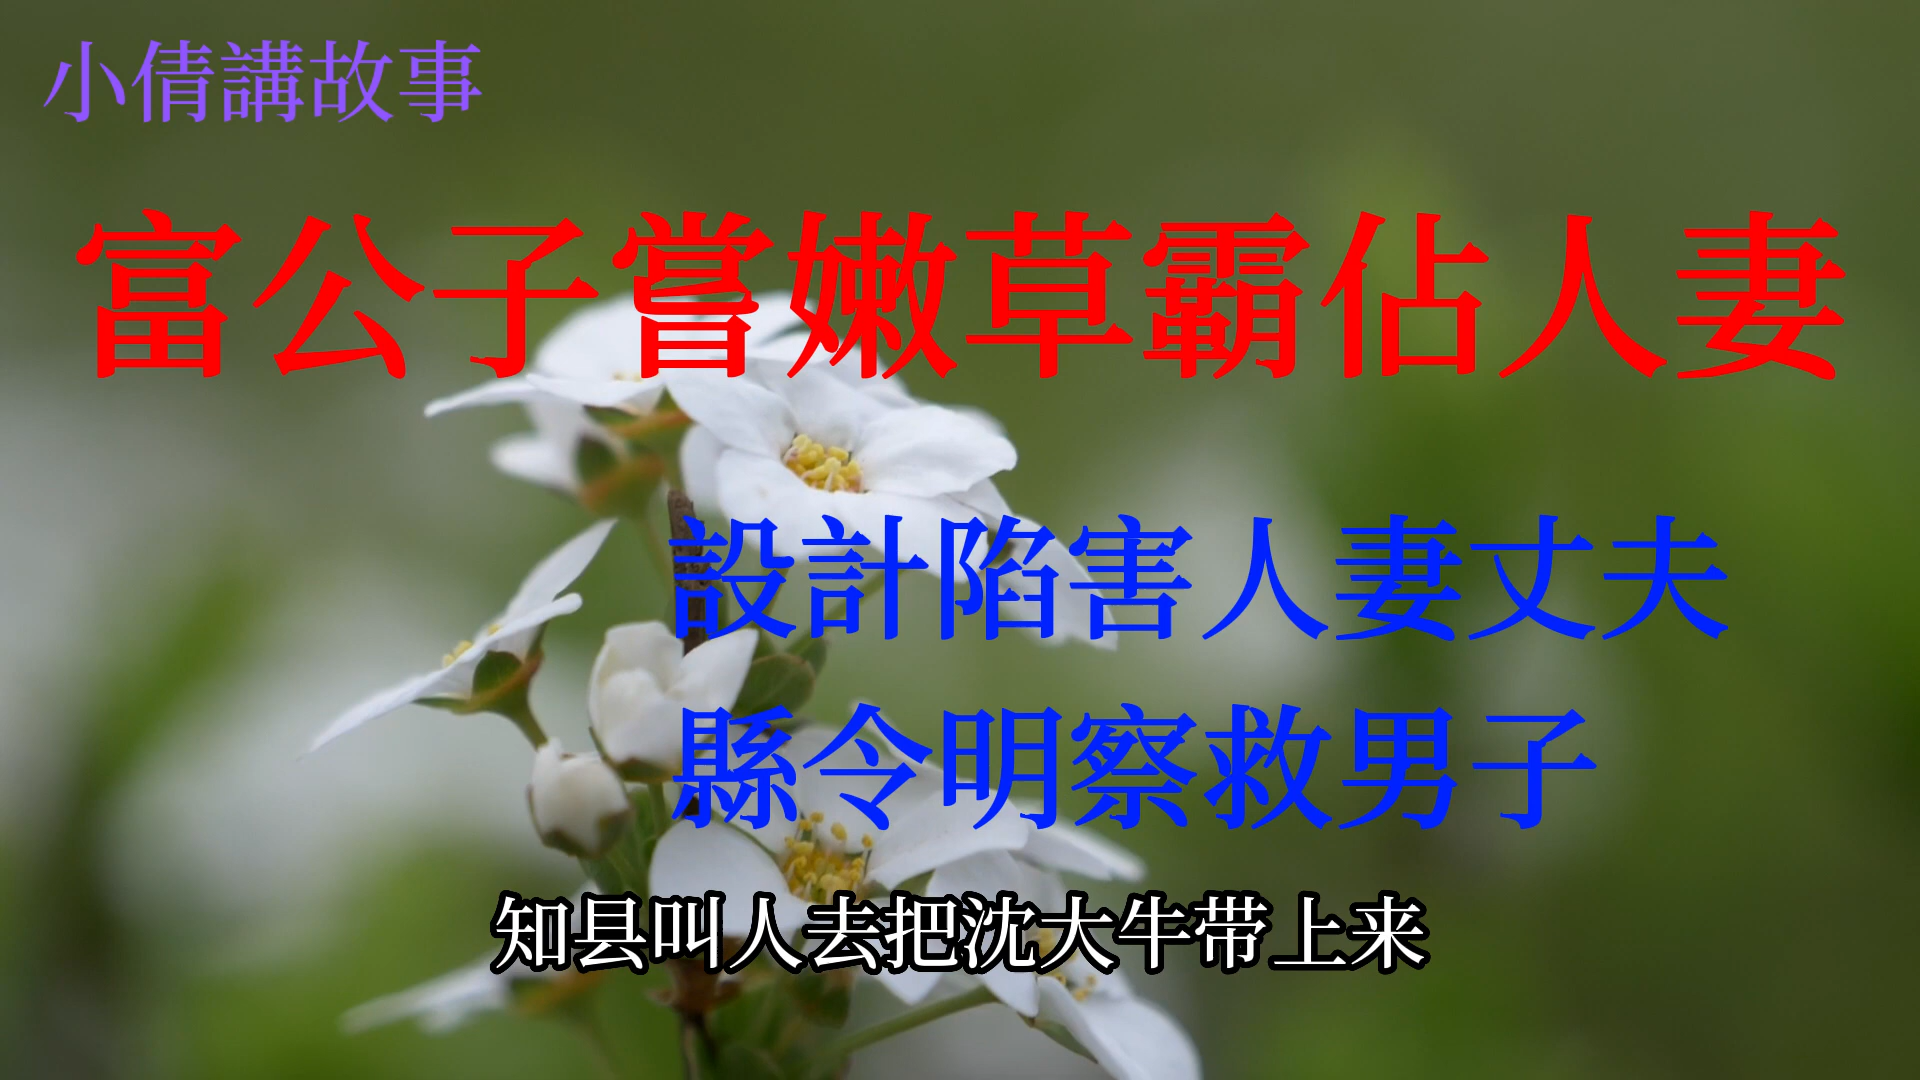 小倩講故事
富公子嘗嫩草霸佔人妻
設計陷害人妻丈夫
縣令明察救男子
知县叫人去把沈大牛带上来